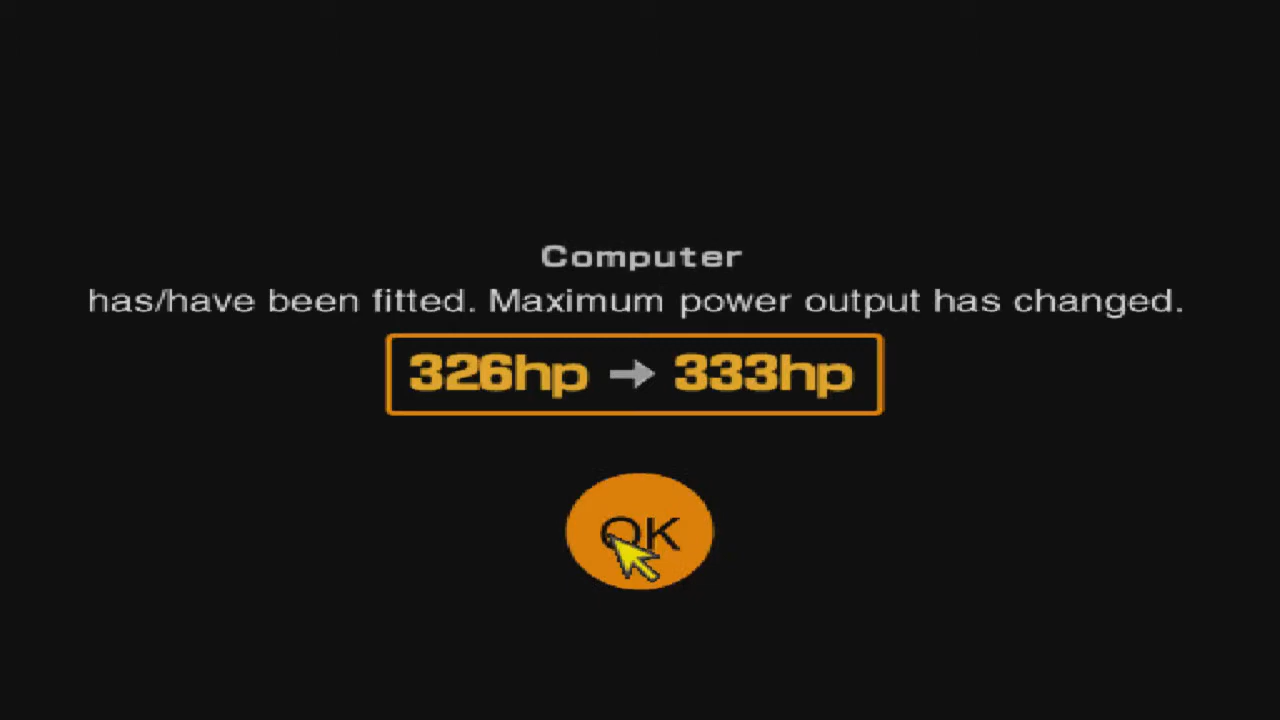 Computer
has/have been fitted. Maximum power output has changed.
326hp → 333hp
OK